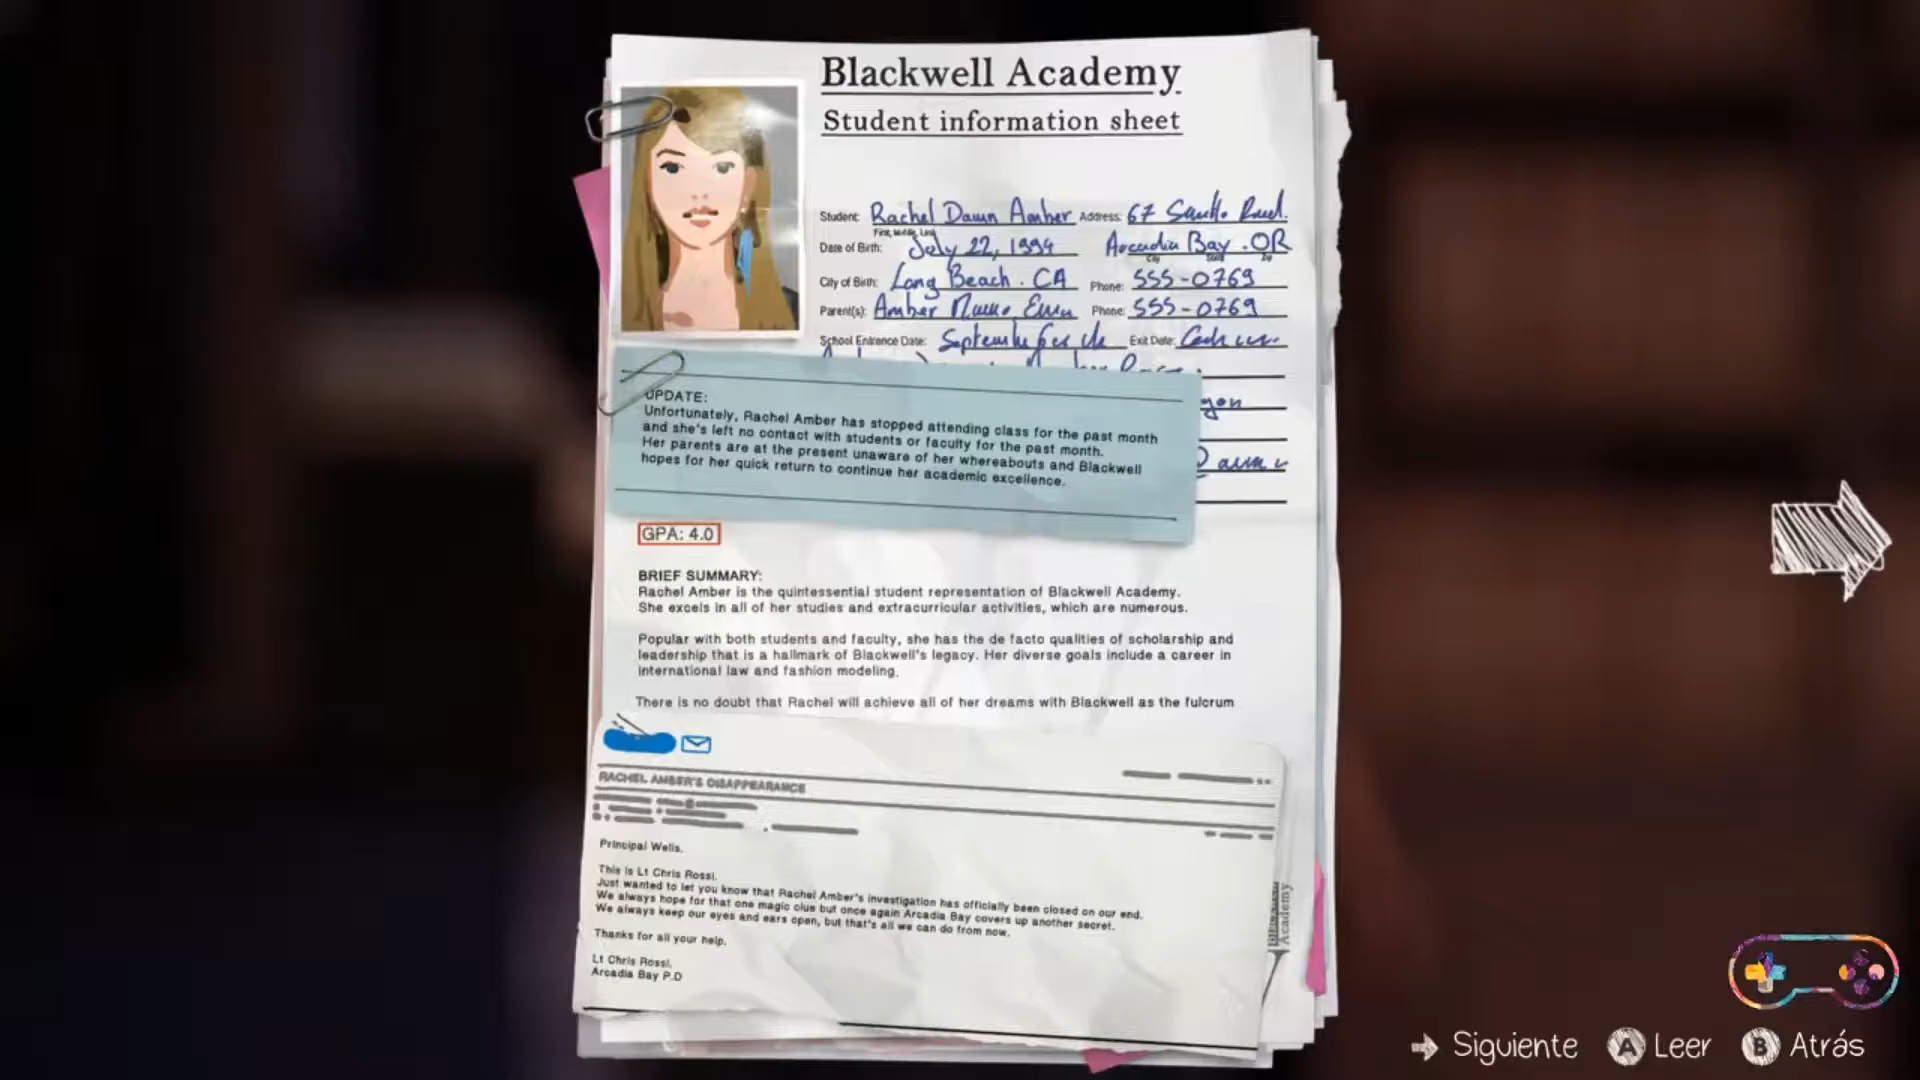 Blackwell Academy
Student information sheet
Student: Rachel Dawn Amber Address: 67
First, Middle, Last
Date of Birth: July 22, 1994 Arcadia Bay . OR
City State Zip
City of Birth: Long Beach . CA Phone: 555-0769
Parent(s): Amber Phone: 555-0769
School Entrance Date: Exit Date:
UPDATE:
Unfortunately, Rachel Amber has stopped attending class for the past month
and she's left no contact with students or faculty for the past month.
Her parents are at the present unaware of her whereabouts and Blackwell
hopes for her quick return to continue her academic excellence.
GPA: 4.0
BRIEF SUMMARY:
Rachel Amber is the quintessential student representation of Blackwell Academy.
She excels in all of her studies and extracurricular activities, which are numerous.
Popular with both students and faculty, she has the de facto qualities of scholarship and
leadership that is a hallmark of Blackwell's legacy. Her diverse goals include a career in
international law and fashion modeling.
There is no doubt that Rachel will achieve all of her dreams with Blackwell as the fulcrum
RACHEL AMBER'S DISAPPEARANCE
Principal Wells,
This is Lt Chris Rossi.
Just wanted to let you know that Rachel Amber's investigation has officially been closed on our end.
We always hope for that one magic clue but once again Arcadia Bay covers up another secret.
We always keep our eyes and ears open, but that's all we can do from now.
Thanks for all your help.
Lt Chris Rossi,
Arcadia Bay P.D
Academy
Siguiente
A Leer
B Atrás